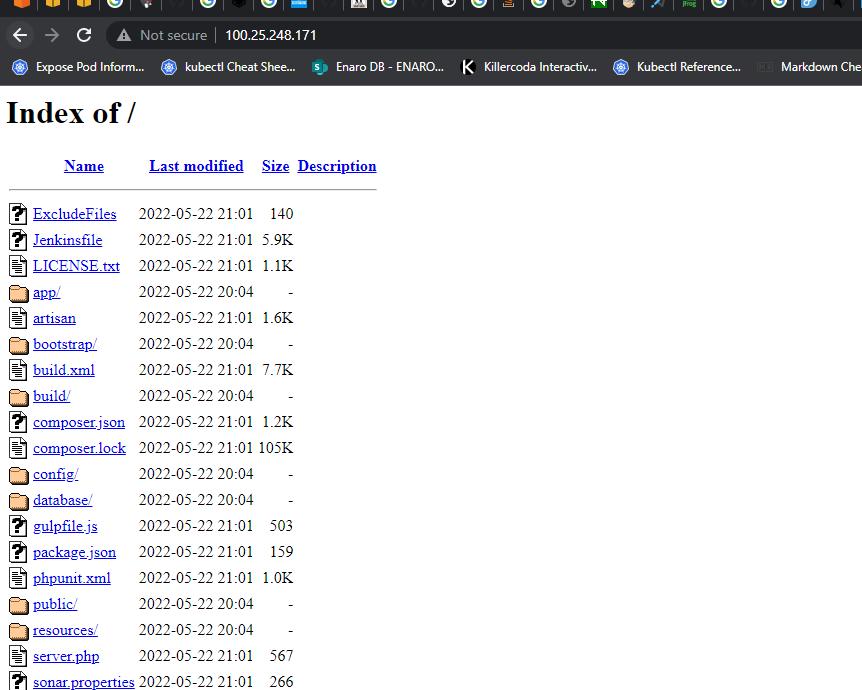 Not secure 100.25.248.171
Expose Pod Inform... kubectl Cheat Shee... Enaro DB - ENARO... Killercoda Interactiv... Kubectl Reference... Markdown Che
Index of /
Name Last modified Size Description
ExcludeFiles 2022-05-22 21:01 140
Jenkinsfile 2022-05-22 21:01 5.9K
LICENSE.txt 2022-05-22 21:01 1.1K
app/ 2022-05-22 20:04 -
artisan 2022-05-22 21:01 1.6K
bootstrap/ 2022-05-22 20:04 -
build.xml 2022-05-22 21:01 7.7K
build/ 2022-05-22 20:04 -
composer.json 2022-05-22 21:01 1.2K
composer.lock 2022-05-22 21:01 105K
config/ 2022-05-22 20:04 -
database/ 2022-05-22 20:04 -
gulpfile.js 2022-05-22 21:01 503
package.json 2022-05-22 21:01 159
phpunit.xml 2022-05-22 21:01 1.0K
public/ 2022-05-22 20:04 -
resources/ 2022-05-22 20:04 -
server.php 2022-05-22 21:01 567
sonar.properties 2022-05-22 21:01 266